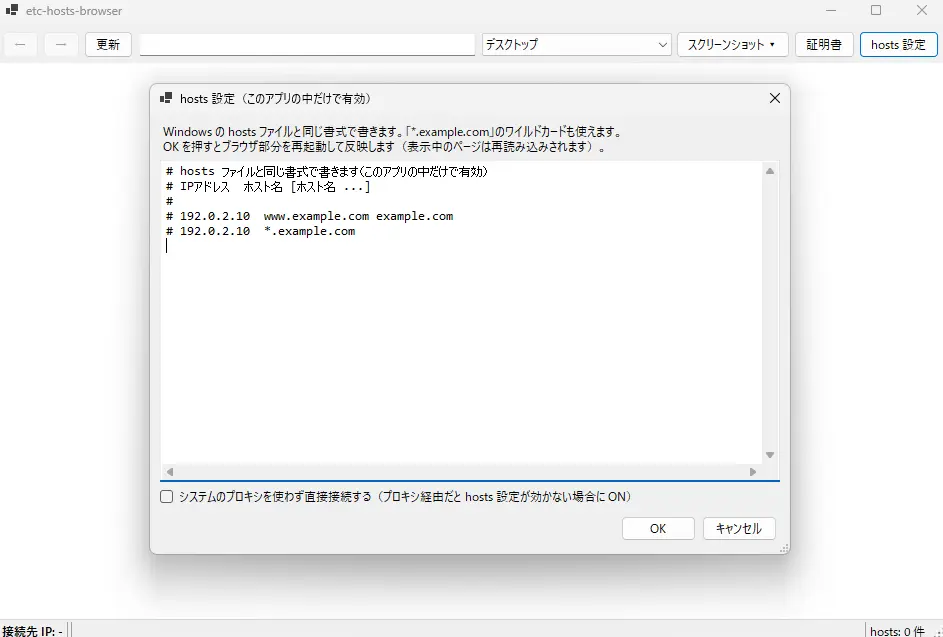 etc-hosts-browser
← → 更新 デスクトップ スクリーンショット ▾ 証明書 hosts 設定
hosts 設定（このアプリの中だけで有効）
Windows の hosts ファイルと同じ書式で書きます。「*.example.com」のワイルドカードも使えます。
OK を押すとブラウザ部分を再起動して反映します（表示中のページは再読み込みされます）。
# hosts ファイルと同じ書式で書きます(このアプリの中だけで有効)
# IPアドレス ホスト名 [ホスト名 ...]
#
# 192.0.2.10 www.example.com example.com
# 192.0.2.10 *.example.com
システムのプロキシを使わず直接接続する（プロキシ経由だと hosts 設定が効かない場合に ON）
OK キャンセル
接続先 IP: - hosts: 0 件